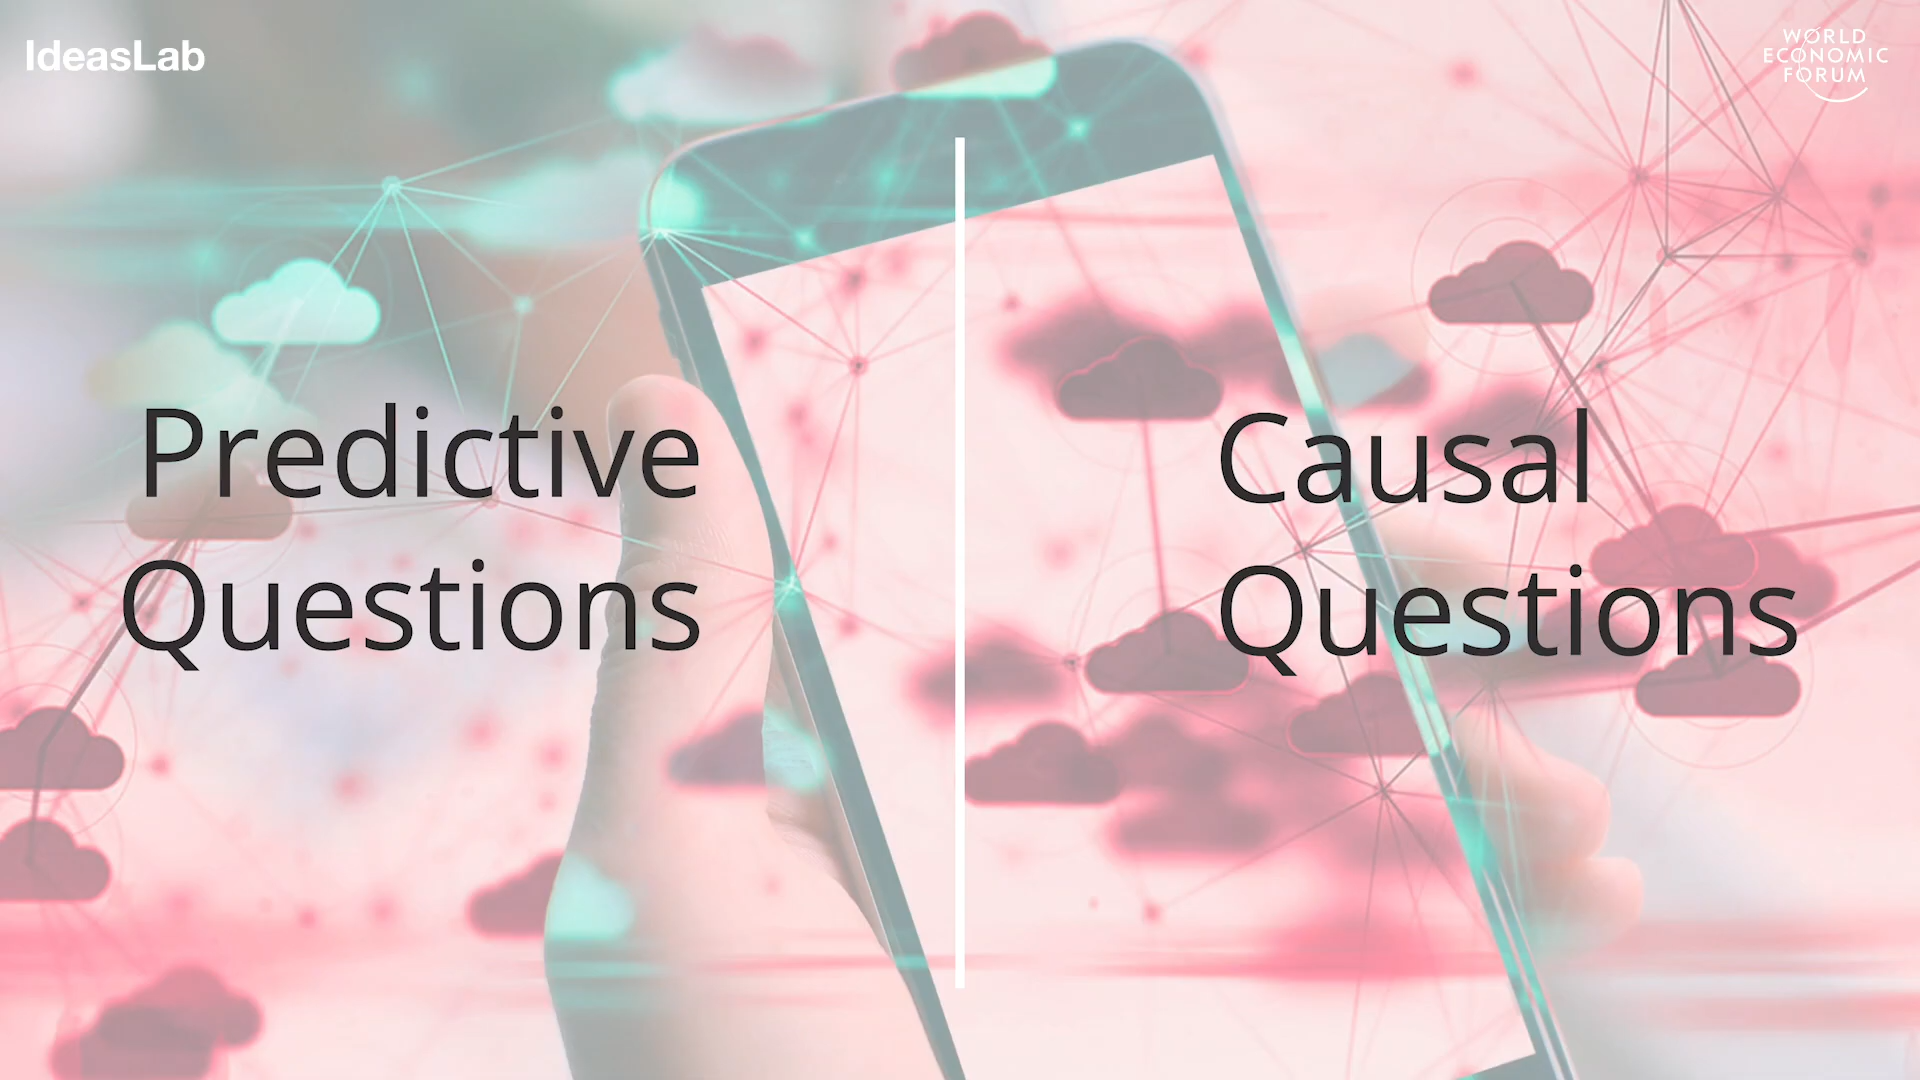 IdeasLab
WORLD
ECONOMIC
FORUM
Predictive
Questions
Causal
Questions